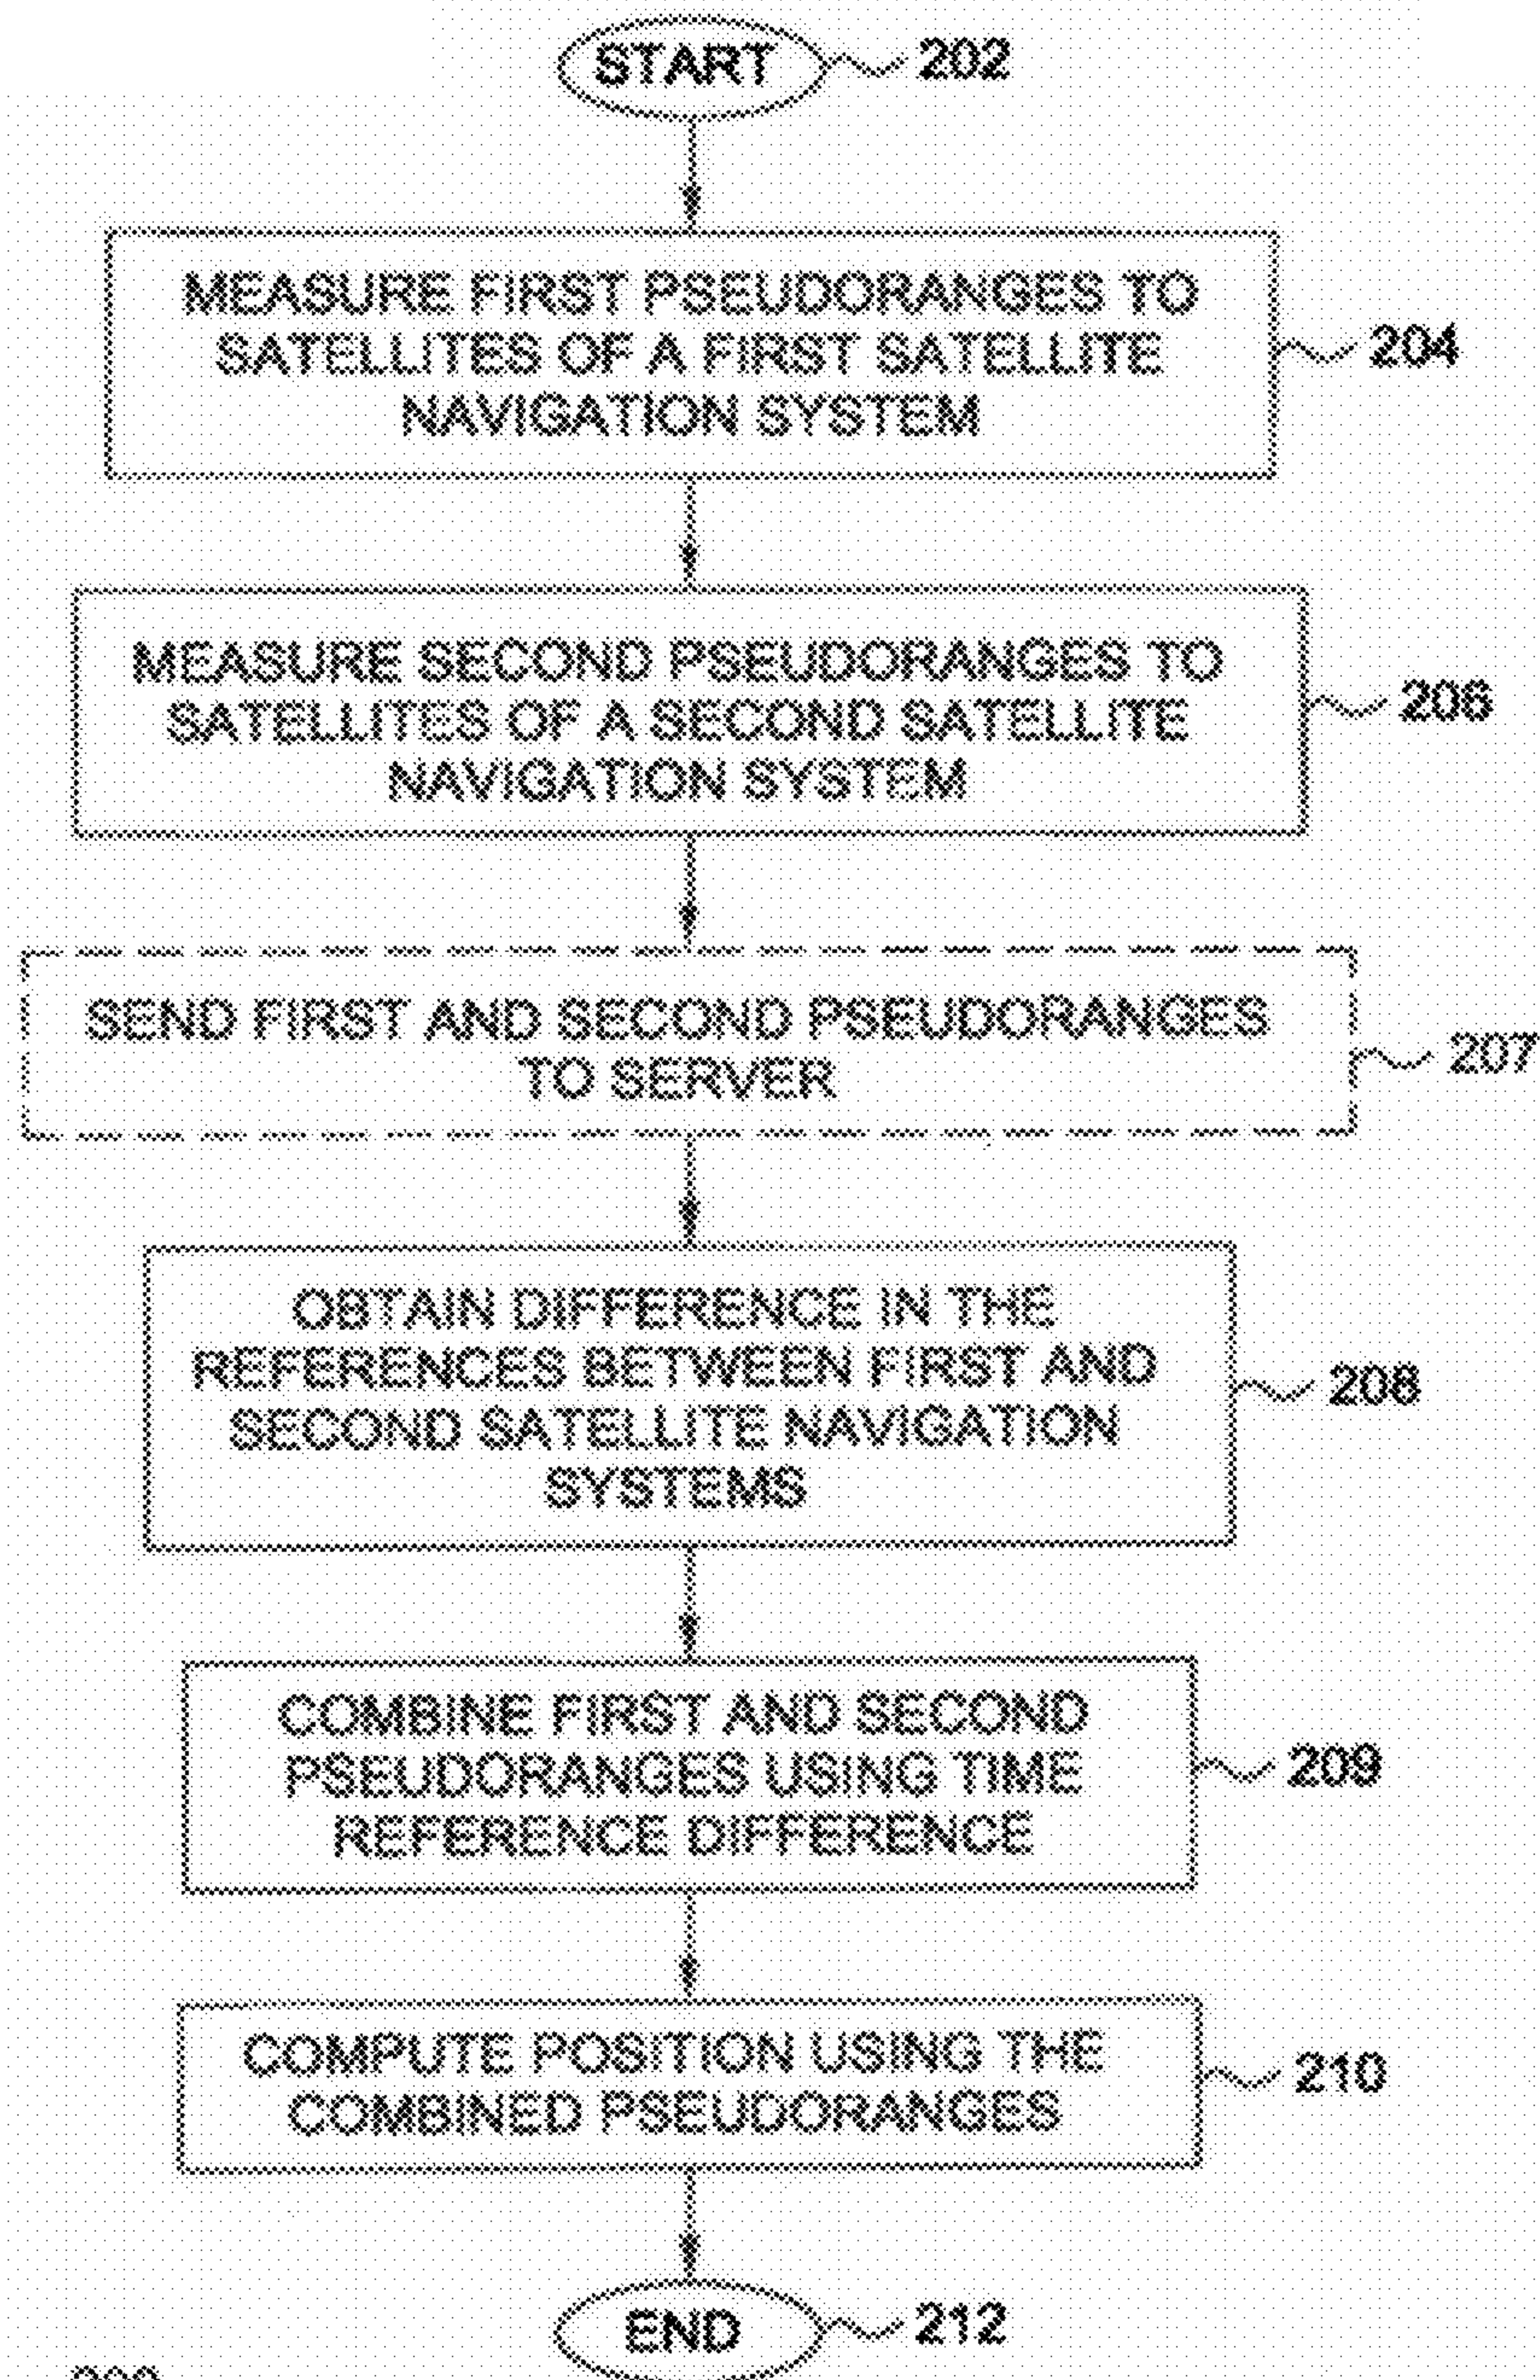 START 202
MEASURE FIRST PSEUDORANGES TO
SATELLITES OF A FIRST SATELLITE
NAVIGATION SYSTEM
204
MEASURE SECOND PSEUDORANGES TO
SATELLITES OF A SECOND SATELLITE
NAVIGATION SYSTEM
206
SEND FIRST AND SECOND PSEUDORANGES
TO SERVER
207
OBTAIN DIFFERENCE IN THE
REFERENCES BETWEEN FIRST AND
SECOND SATELLITE NAVIGATION
SYSTEMS
208
COMBINE FIRST AND SECOND
PSEUDORANGES USING TIME
REFERENCE DIFFERENCE
209
COMPUTE POSITION USING THE
COMBINED PSEUDORANGES
210
END 212